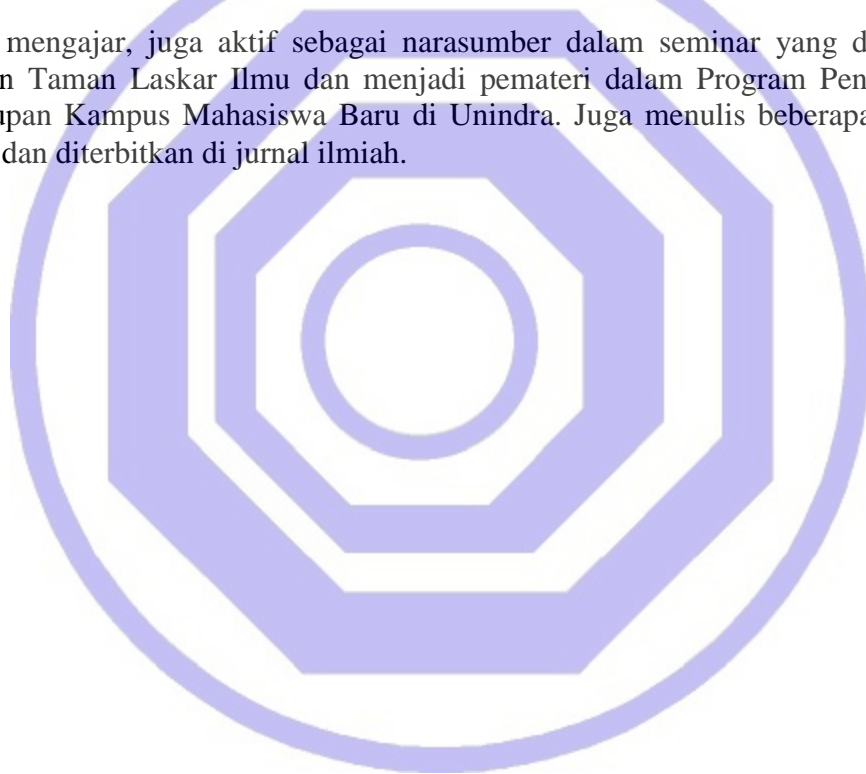 mengajar, juga aktif sebagai narasumber dalam seminar yang d
n Taman Laskar Ilmu dan menjadi pemateri dalam Program Pen
upan Kampus Mahasiswa Baru di Unindra. Juga menulis beberapa
dan diterbitkan di jurnal ilmiah.